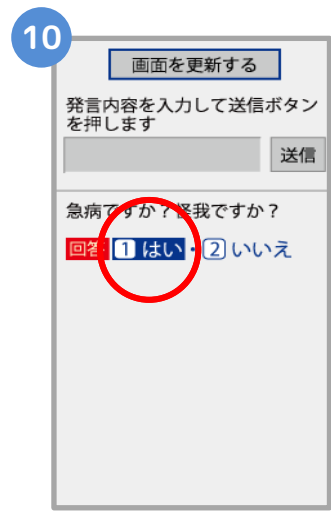 10
画面を更新する
発言内容を入力して送信ボタン
を押します
送信
急病ですか？怪我ですか？
回答 1 はい・2 いいえ